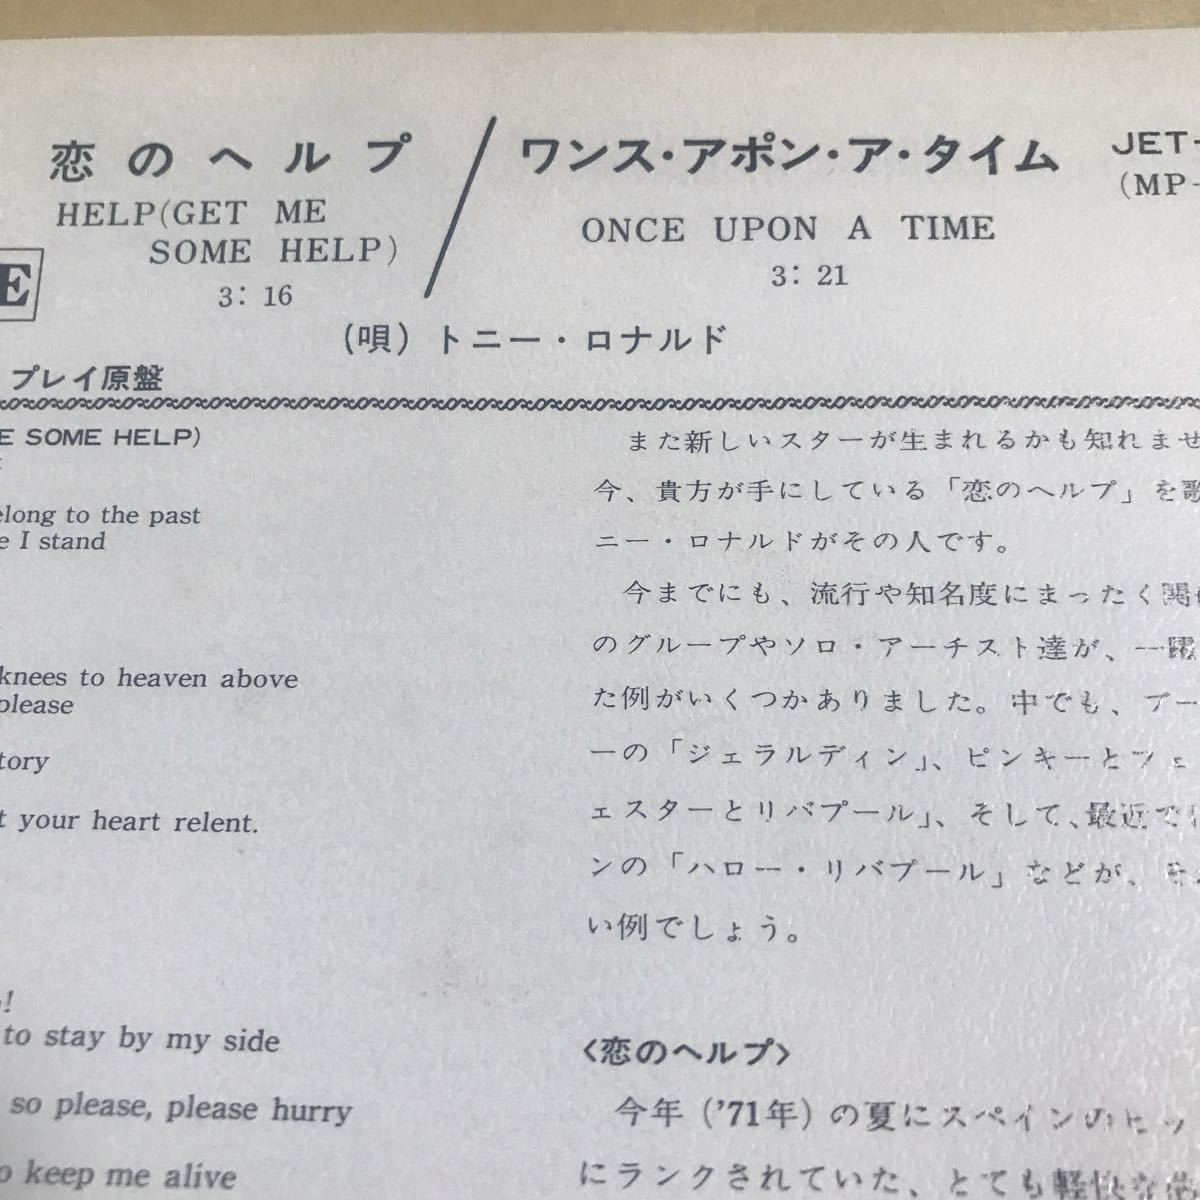 恋のヘルプ
HELP(GET ME
SOME HELP)
3:16
ワンス・アポン・ア・タイム
ONCE UPON A TIME
3:21
JET-
(MP-
E
(唄) トニー・ロナルド
プレイ原盤
E SOME HELP)
elong to the past
e I stand
knees to heaven above
please
tory
t your heart relent.
!
to stay by my side
so please, please hurry
o keep me alive
また新しいスターが生まれるかも知れませ
今、貴方が手にしている「恋のヘルプ」を歌
ニー・ロナルドがその人です。
今までにも、流行や知名度にまったく関係
のグループやソロ・アーチスト達が、一躍
た例がいくつかありました。中でも、ブー
ーの「ジェラルディン」、ピンキーとフェ
ェスターとリバプール」、そして、最近では
ンの「ハロー・リバプール」などが、そ
い例でしょう。
〈恋のヘルプ〉
今年('71年)の夏にスペインのヒッ
にランクされていた、とても軽快な